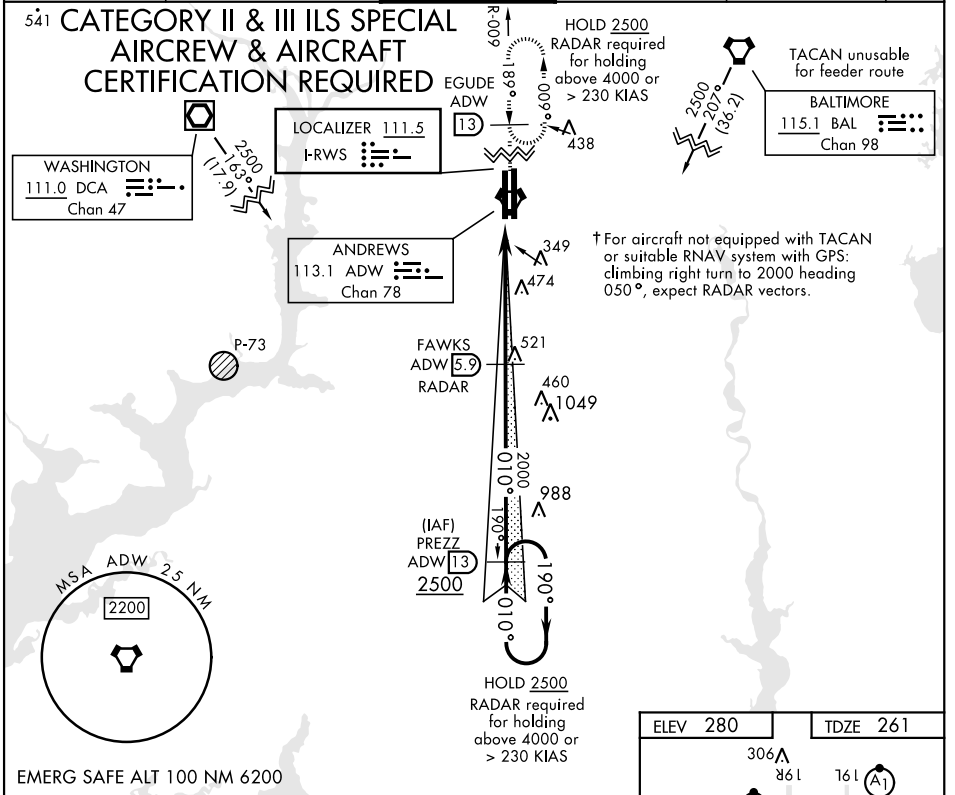 541
CATEGORY II & III ILS SPECIAL
AIRCREW & AIRCRAFT
CERTIFICATION REQUIRED
R-009
189°
009°
HOLD 2500
RADAR required
for holding
above 4000 or
> 230 KIAS
EGUDE
ADW
13
438
TACAN unusable
for feeder route
2500
207°
(36.2)
BALTIMORE
115.1 BAL
Chan 98
LOCALIZER 111.5
I-RWS
WASHINGTON
111.0 DCA
Chan 47
2500
163°
(17.9)
ANDREWS
113.1 ADW
Chan 78
349
474
† For aircraft not equipped with TACAN
or suitable RNAV system with GPS:
climbing right turn to 2000 heading
050°, expect RADAR vectors.
P-73
FAWKS
ADW 5.9
RADAR
521
460
1049
010°
2000
988
190°
(IAF)
PREZZ
ADW 13
2500
190°
010°
HOLD 2500
RADAR required
for holding
above 4000 or
> 230 KIAS
MSA ADW 25 NM
2200
EMERG SAFE ALT 100 NM 6200
ELEV 280
TDZE 261
306
19R
19L
A1